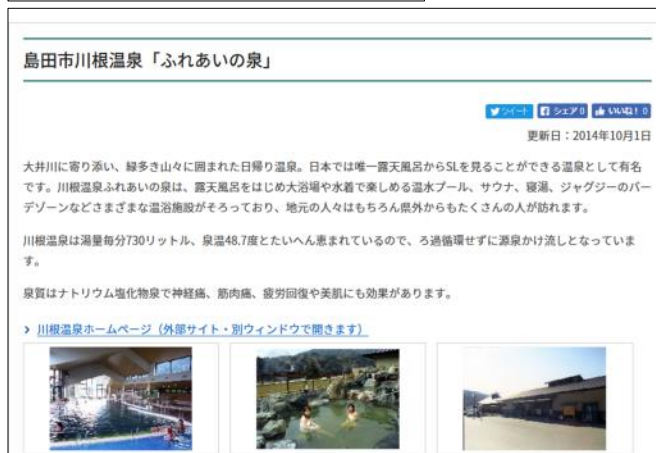 島田市川根温泉「ふれあいの泉」
ツイート シェア 0 いいね！ 0
更新日：2014年10月1日
大井川に寄り添い、緑多き山々に囲まれた日帰り温泉。日本では唯一露天風呂からSLを見ることができる温泉として有名
です。川根温泉ふれあいの泉は、露天風呂をはじめ大浴場や水着で楽しめる温水プール、サウナ、寝湯、ジャグジーのバー
デゾーンなどさまざまな温浴施設がそろっており、地元の人々はもちろん県外からもたくさんの人が訪れます。
川根温泉は湯量毎分730リットル、泉温48.7度とたいへん恵まれているので、ろ過循環せずに源泉かけ流しとなっていま
す。
泉質はナトリウム塩化物泉で神経痛、筋肉痛、疲労回復や美肌にも効果があります。
川根温泉ホームページ（外部サイト・別ウィンドウで開きます）